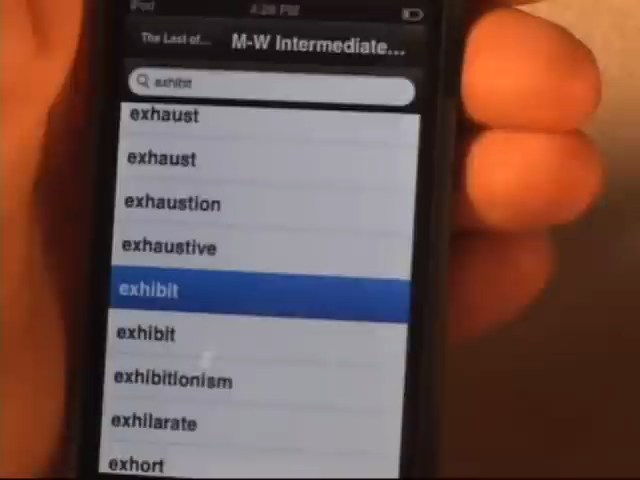 iPod 4:28 PM
The Last of... M-W Intermediate...
exhibit
exhaust
exhaust
exhaustion
exhaustive
exhibit
exhibit
exhibitionism
exhilarate
exhort